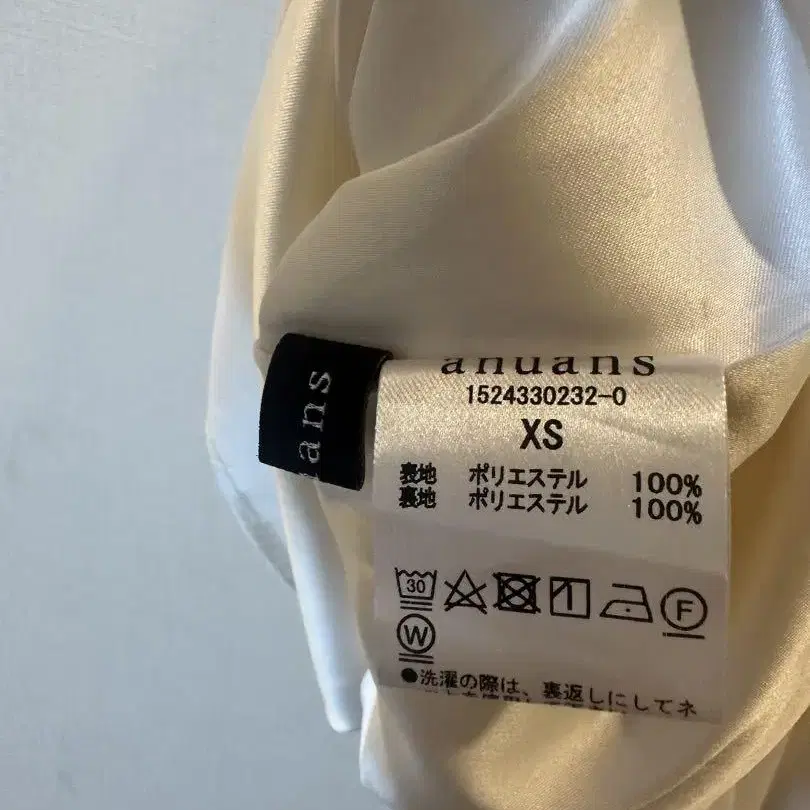 anuans
1524330232-0
XS
表地 ポリエステル 100%
裏地 ポリエステル 100%
30 F
W
●洗濯の際は、裏返しにしてネ
ans